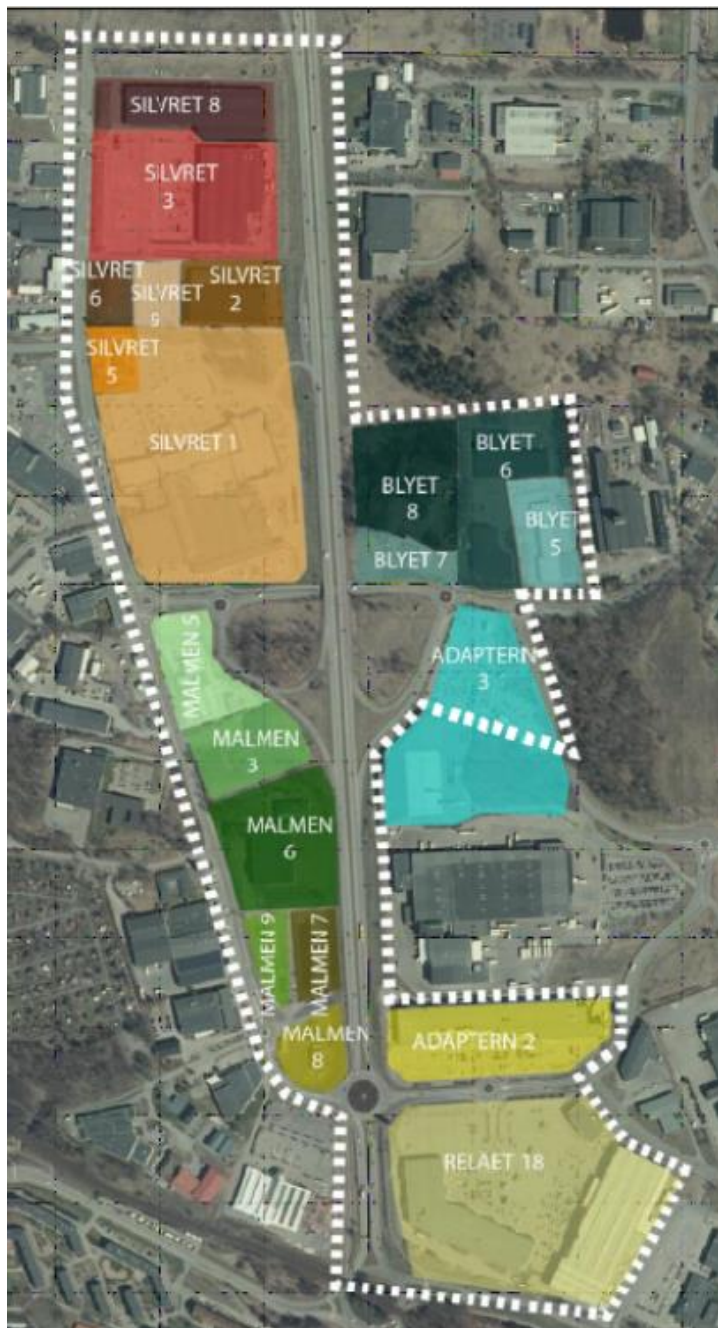 SILVRET 8
SILVRET
3
SILVRET
6
SILVRET
9
SILVRET
2
SILVRET
5
SILVRET 1
BLYET
6
BLYET
8
BLYET
5
BLYET 7
MALMEN 5
ADAPTERN
3
MALMEN
3
MALMEN
6
MALMEN 9
MALMEN 7
MALMEN
8
ADAPTERN 2
RELAET 18